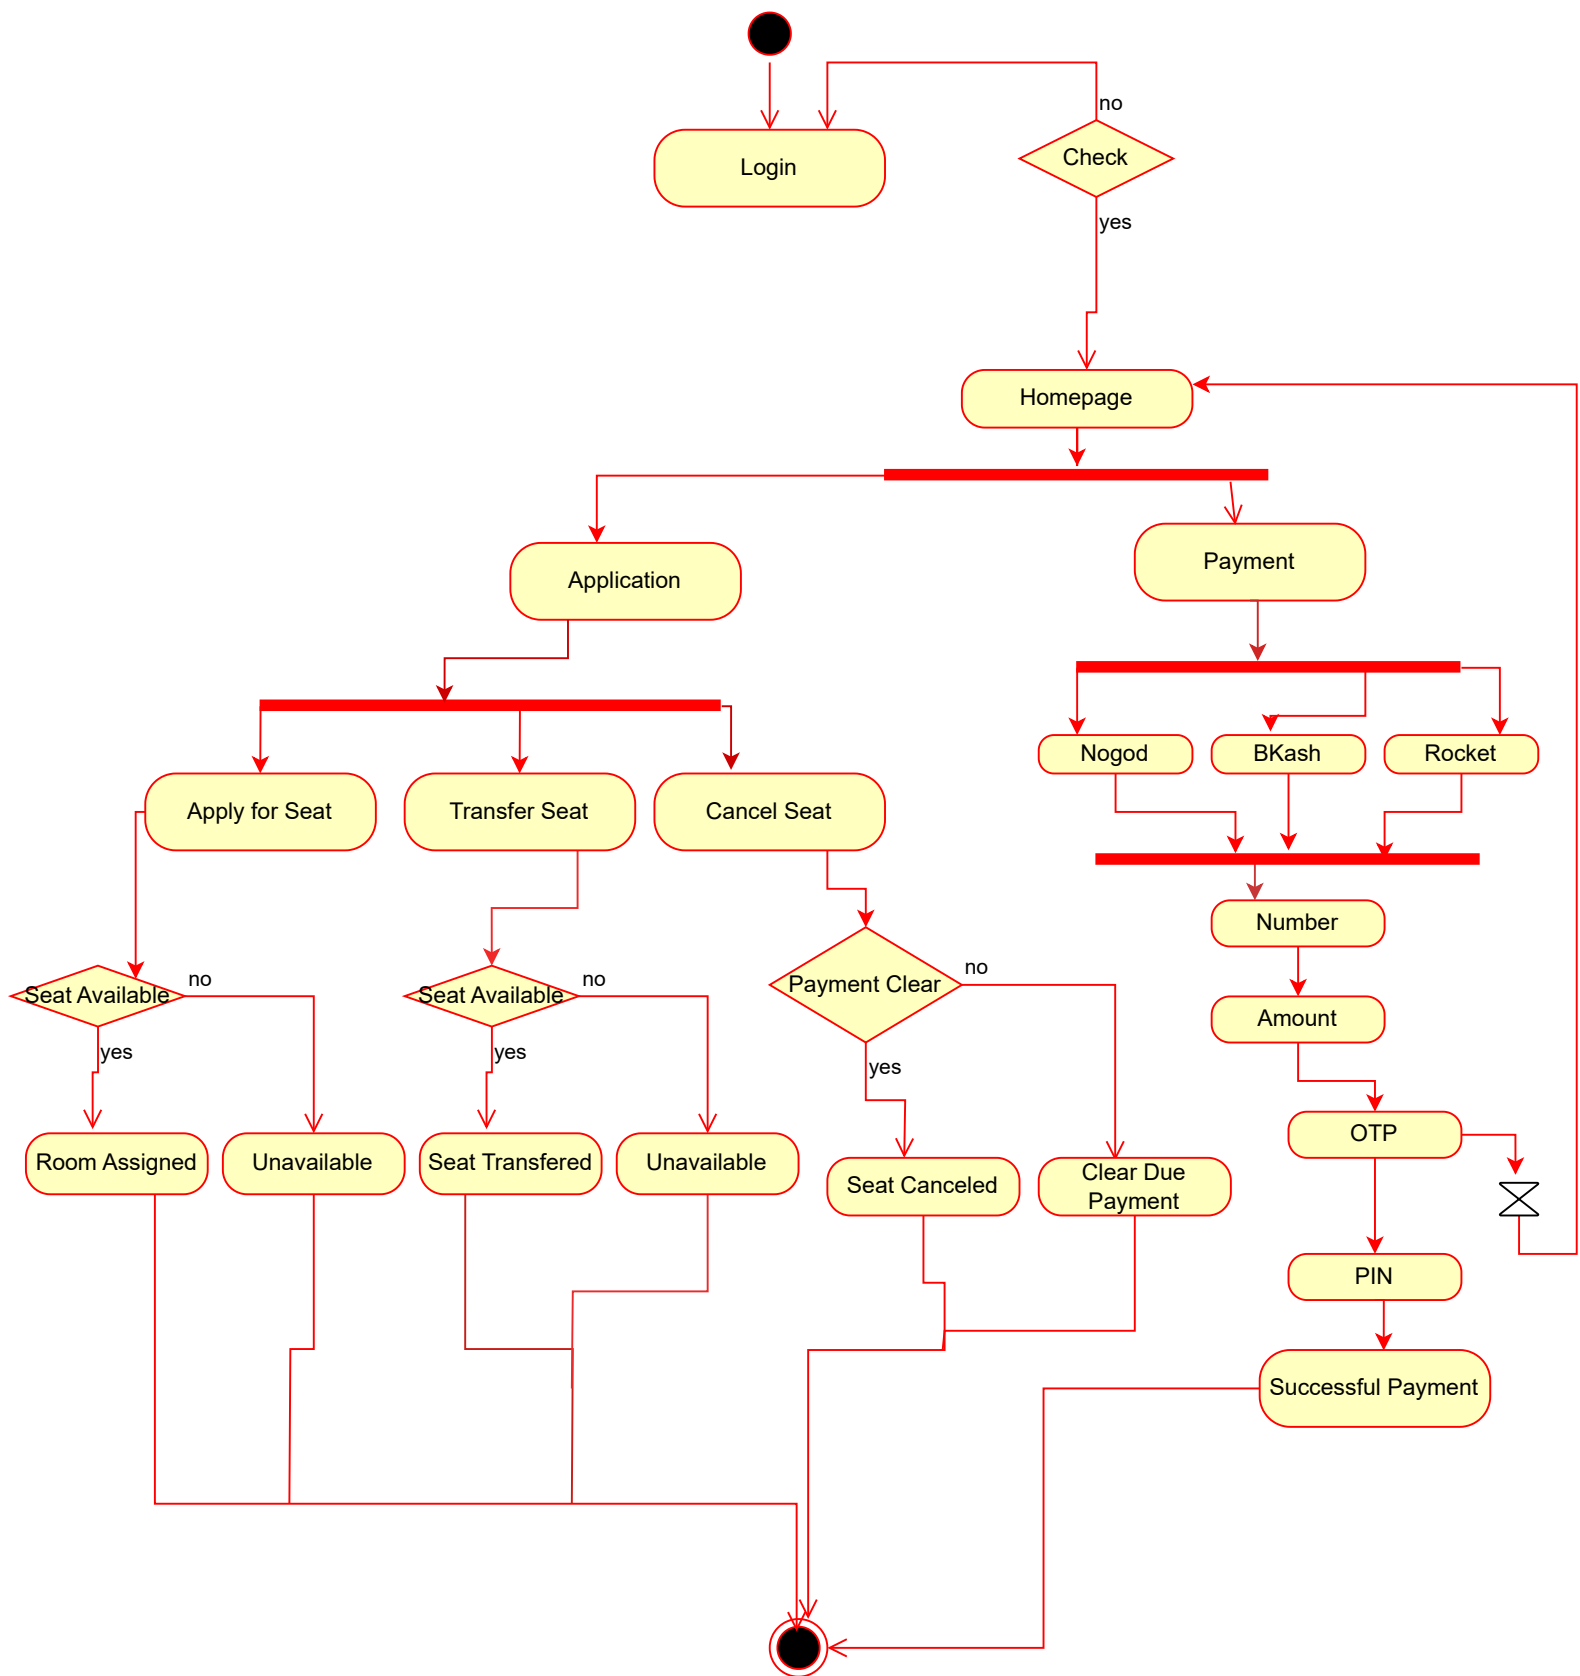 no
Login
Check
yes
Homepage
Application
Payment
Nogod
BKash
Rocket
Apply for Seat
Transfer Seat
Cancel Seat
Number
Seat Available
no
Seat Available
no
Payment Clear
no
Amount
yes
yes
yes
OTP
Room Assigned
Unavailable
Seat Transfered
Unavailable
Seat Canceled
Clear Due
Payment
PIN
Successful Payment